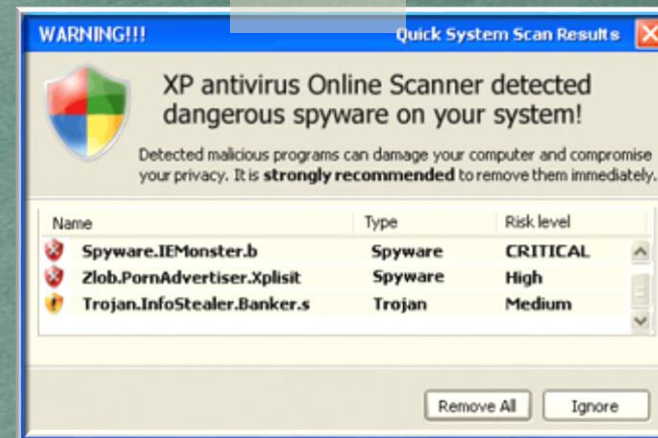 WARNING!!! Quick System Scan Results
XP antivirus Online Scanner detected
dangerous spyware on your system!
Detected malicious programs can damage your computer and compromise
your privacy. It is strongly recommended to remove them immediately.
Name Type Risk level
Spyware.IEMonster.b Spyware CRITICAL
Zlob.PornAdvertiser.Xplisit Spyware High
Trojan.InfoStealer.Banker.s Trojan Medium
Remove All Ignore